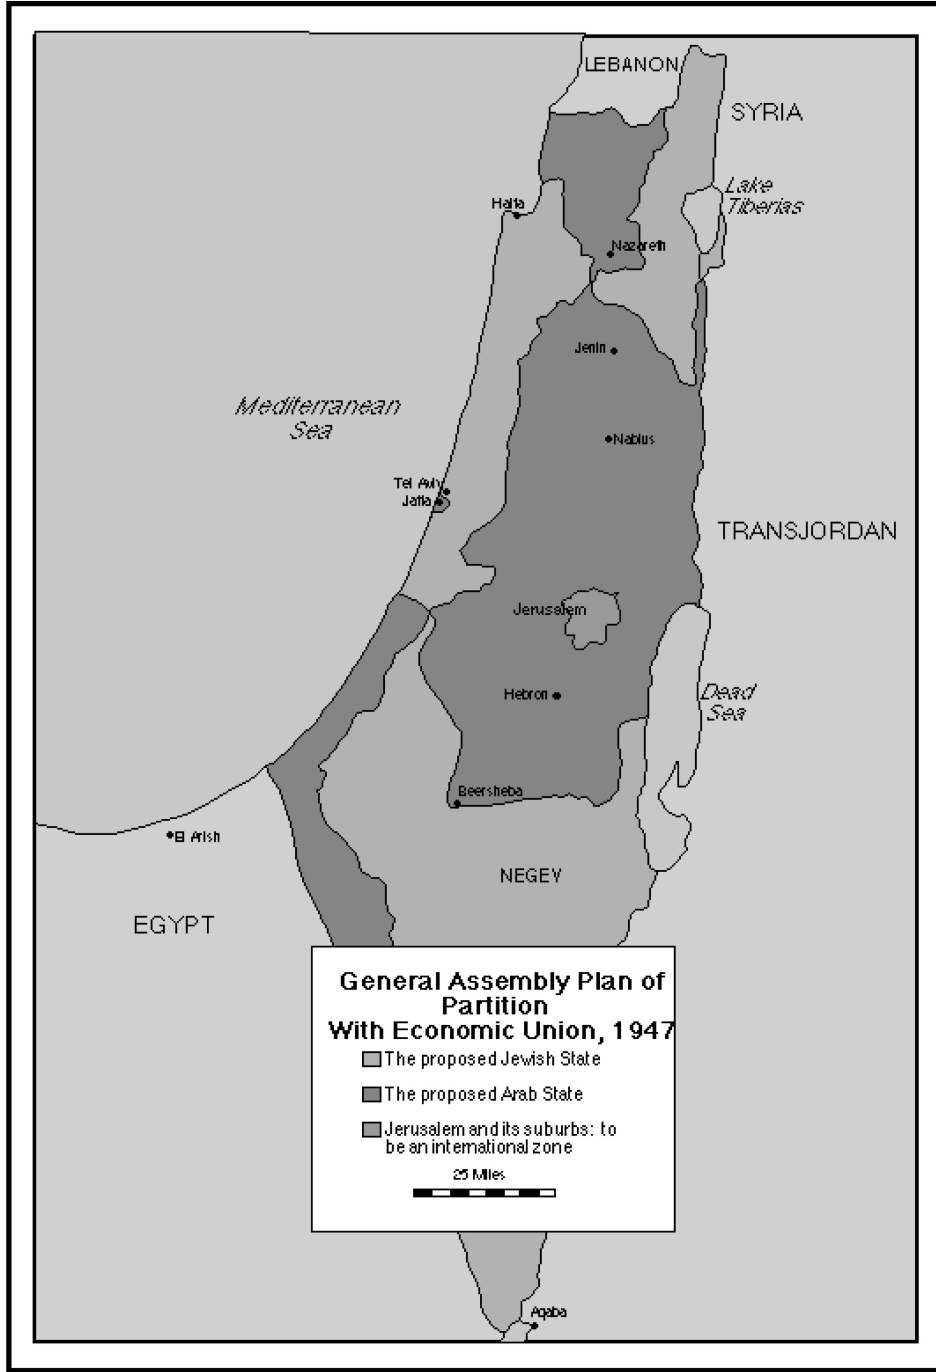 LEBANON
SYRIA
Lake
Tiberias
Haifa
Nazareth
Jenin
Mediterranean
Sea
Nablus
Tel Aviv
Jaffa
TRANSJORDAN
Jerusalem
Hebron
Dead
Sea
Beersheba
El Arish
NEGEV
EGYPT
General Assembly Plan of
Partition
With Economic Union, 1947
The proposed Jewish State
The proposed Arab State
Jerusalem and its suburbs: to
be an international zone
25 Miles
Aqaba